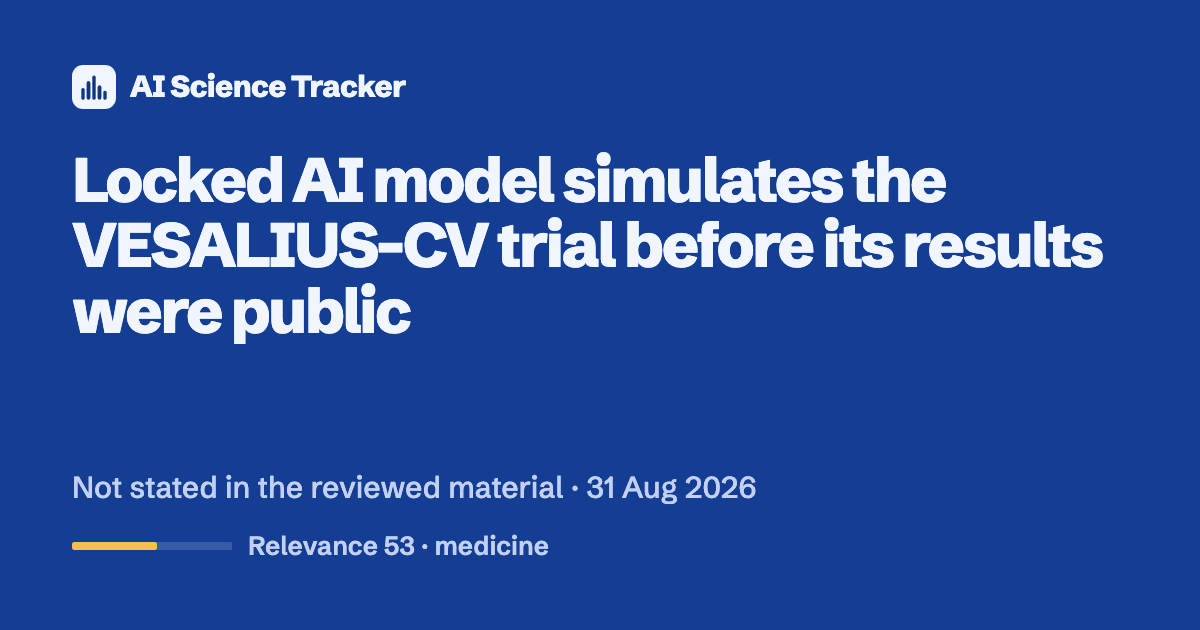 AI Science Tracker
Locked AI model simulates the
VESALIUS-CV trial before its results
were public
Not stated in the reviewed material · 31 Aug 2026
Relevance 53 · medicine